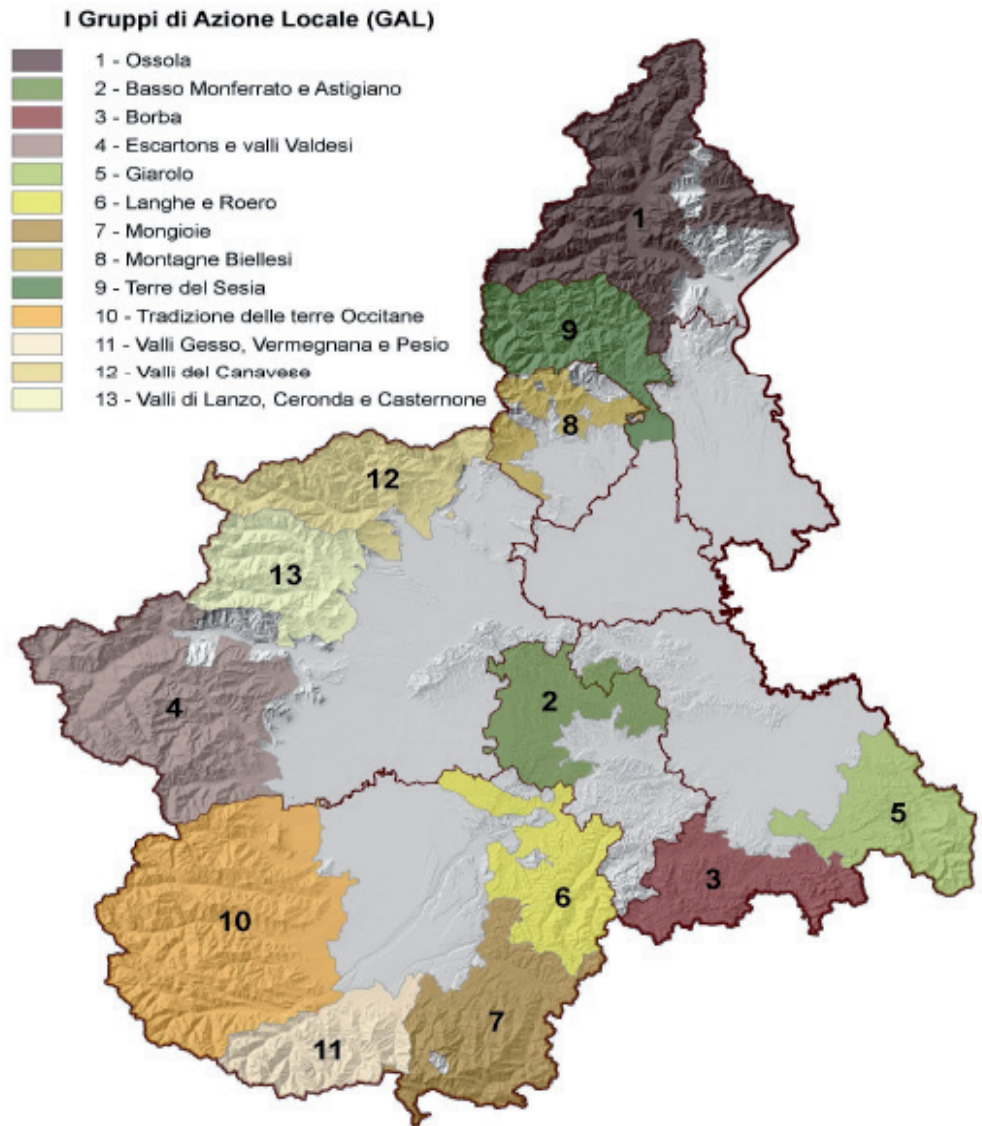 I Gruppi di Azione Locale (GAL)
1 - Ossola
2 - Basso Monferrato e Astigiano
3 - Borba
4 - Escartons e valli Valdesi
5 - Giarolo
6 - Langhe e Roero
7 - Mongioie
8 - Montagne Biellesi
9 - Terre del Sesia
10 - Tradizione delle terre Occitane
11 - Valli Gesso, Vermegnana e Pesio
12 - Valli del Canavese
13 - Valli di Lanzo, Ceronda e Casternone
1
9
8
12
13
2
4
5
3
6
10
7
11